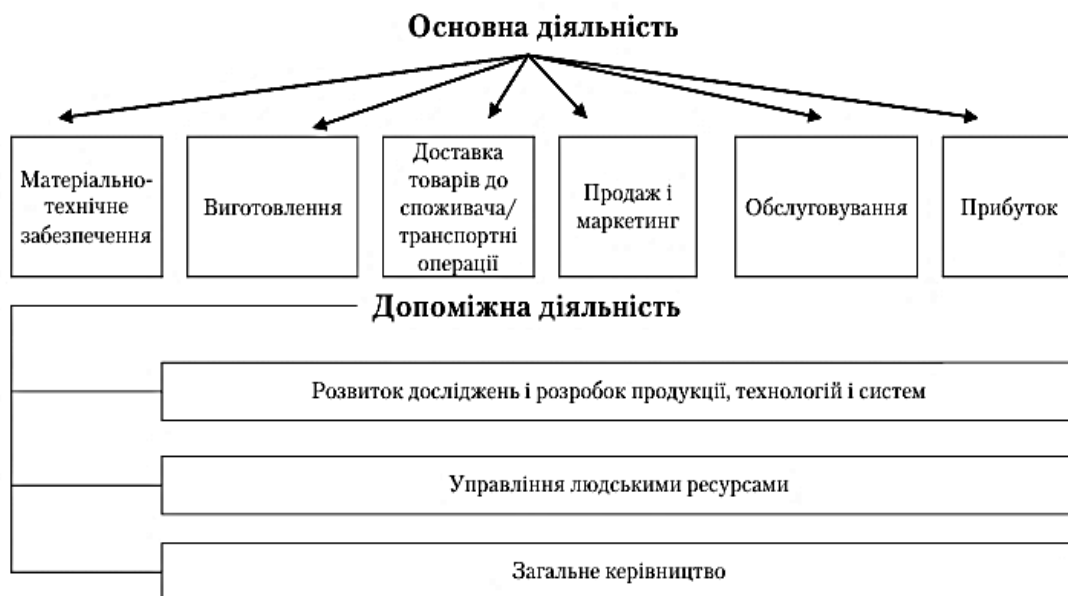 Основна діяльність
Матеріально-
технічне
забезпечення
Виготовлення
Доставка
товарів до
споживача/
транспортні
операції
Продаж і
маркетинг
Обслуговування
Прибуток
Допоміжна діяльність
Розвиток досліджень і розробок продукції, технологій і систем
Управління людськими ресурсами
Загальне керівництво